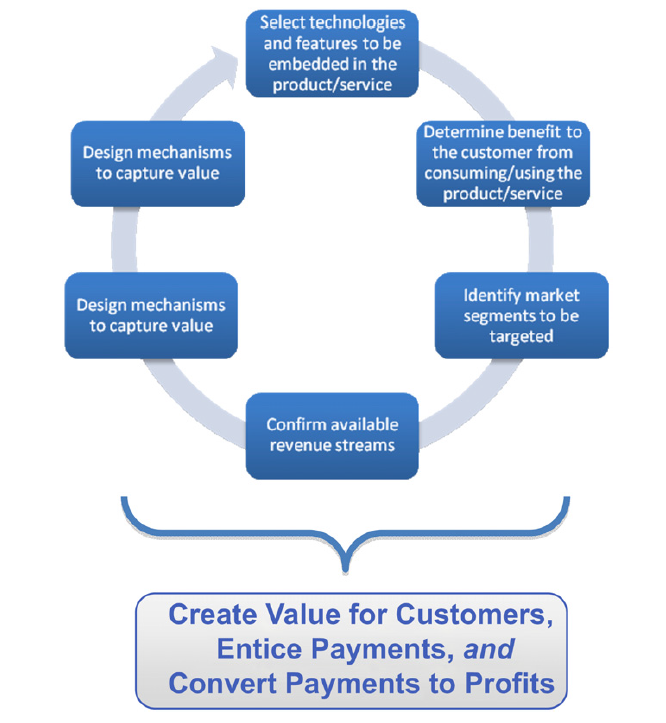 Select technologies
and features to be
embedded in the
product/service
Determine benefit to
the customer from
consuming/using the
product/service
Identify market
segments to be
targeted
Confirm available
revenue streams
Design mechanisms
to capture value
Design mechanisms
to capture value
Create Value for Customers,
Entice Payments, and
Convert Payments to Profits